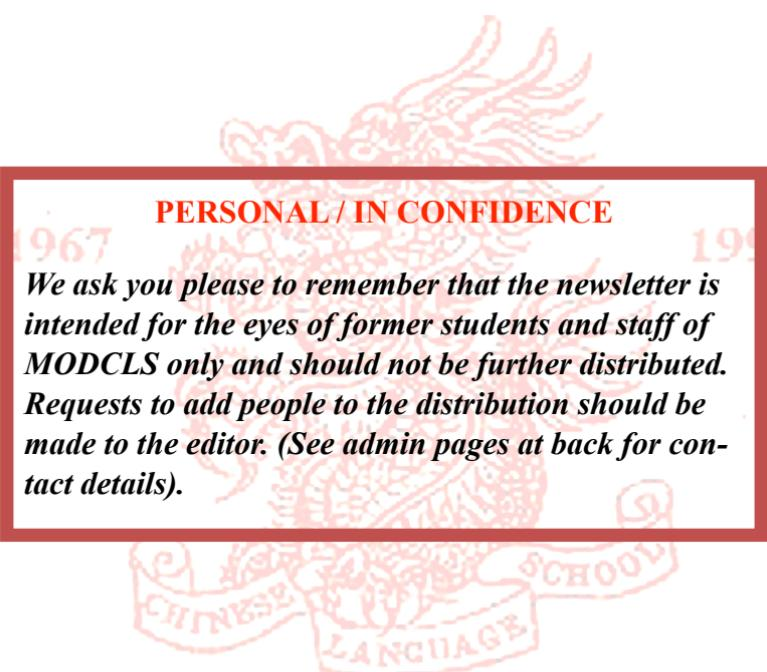 PERSONAL / IN CONFIDENCE
1967
We ask you please to remember that the newsletter is
intended for the eyes of former students and staff of
MODCLS only and should not be further distributed.
Requests to add people to the distribution should be
made to the editor. (See admin pages at back for con-
tact details).
CHINESE
LANGUAGE
SCHOOL